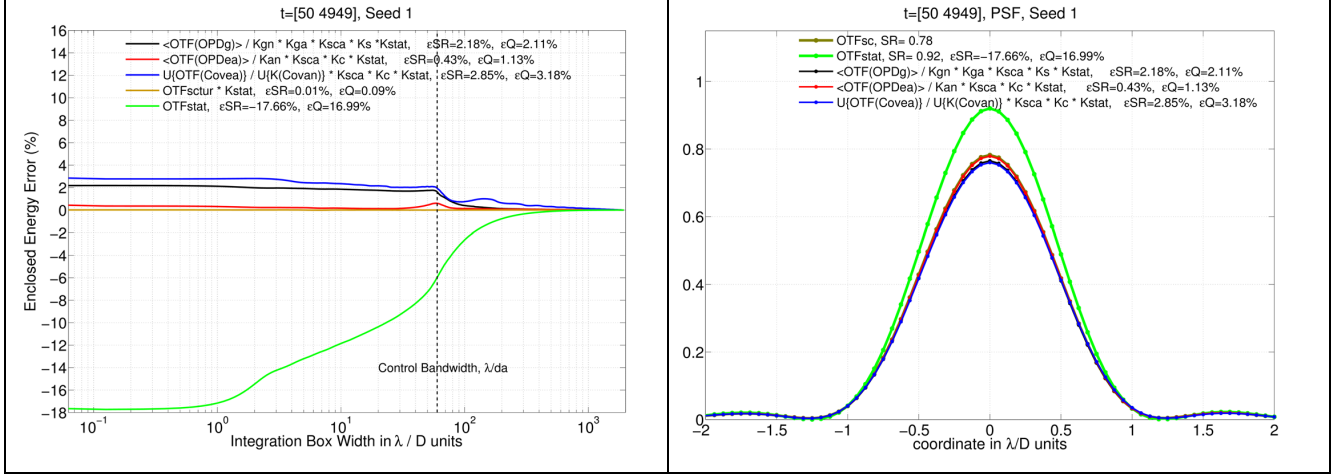 t=[50 4949], Seed 1
16
14
12
10
8
6
4
2
0
−2
−4
−6
−8
−10
−12
−14
−16
−18
Enclosed Energy Error (%)
<OTF(OPDg)> / Kgn * Kga * Ksca * Ks *Kstat, εSR=2.18%, εQ=2.11%
<OTF(OPDea)> / Kan * Ksca * Kc * Kstat, εSR=0.43%, εQ=1.13%
U{OTF(Covea)} / U{K(Covan)} * Ksca * Kc * Kstat, εSR=2.85%, εQ=3.18%
OTFsctur * Kstat, εSR=0.01%, εQ=0.09%
OTFstat, εSR=−17.66%, εQ=16.99%
Control Bandwidth, λ/da
10−1 100 101 102 103
Integration Box Width in λ / D units
t=[50 4949], PSF, Seed 1
OTFsc, SR= 0.78
OTFstat, SR= 0.92, εSR=−17.66%, εQ=16.99%
<OTF(OPDg)> / Kgn * Kga * Ksca * Ks * Kstat, εSR=2.18%, εQ=2.11%
<OTF(OPDea)> / Kan * Ksca * Kc * Kstat, εSR=0.43%, εQ=1.13%
U{OTF(Covea)} / U{K(Covan)} * Ksca * Kc * Kstat, εSR=2.85%, εQ=3.18%
1
0.8
0.6
0.4
0.2
0
−2 −1.5 −1 −0.5 0 0.5 1 1.5 2
coordinate in λ/D units